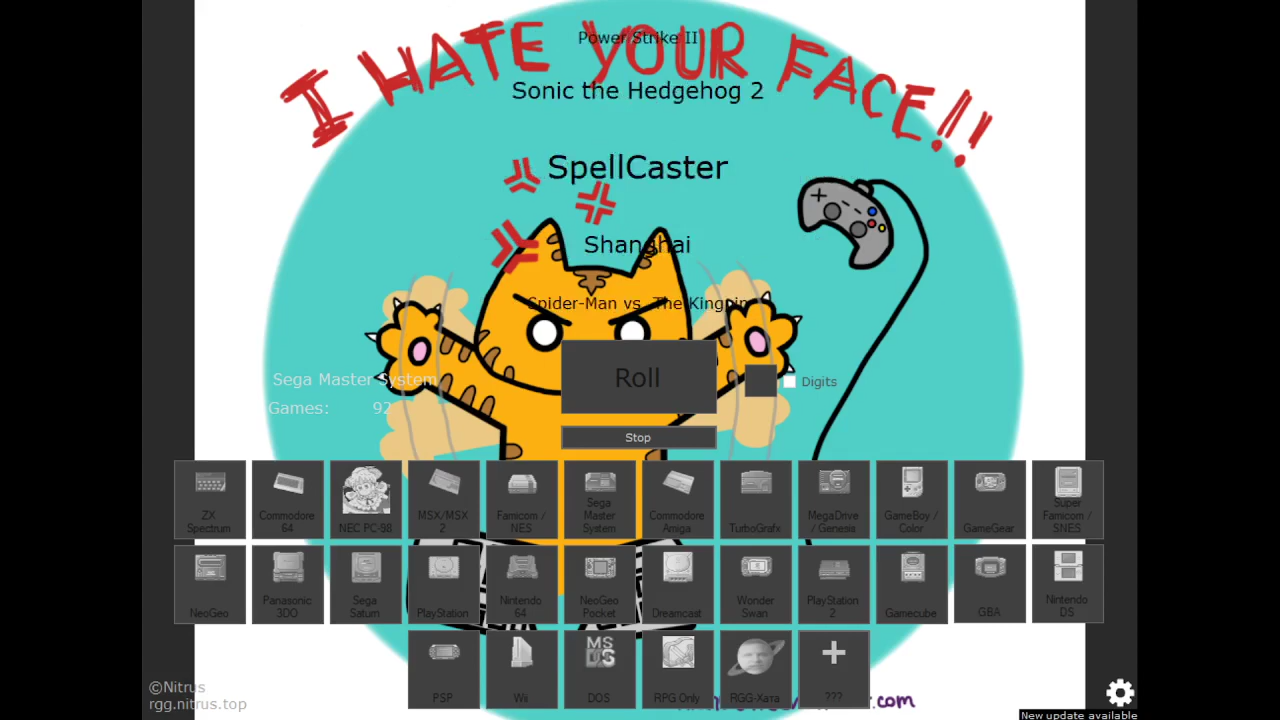 I HATE YOUR FACE!!
Power Strike II
Sonic the Hedgehog 2
SpellCaster
Shanghai
Spider-Man vs. The Kingpin
Sega Master System
Games: 92
Roll
Digits
Stop
ZX Spectrum
Commodore 64
NEC PC-98
MSX/MSX 2
Famicom / NES
Sega Master System
Commodore Amiga
TurboGrafx
MegaDrive / Genesis
GameBoy / Color
GameGear
Super Famicom / SNES
NeoGeo
Panasonic 3DO
Sega Saturn
PlayStation
Nintendo 64
NeoGeo Pocket
Dreamcast
Wonder Swan
PlayStation 2
Gamecube
GBA
Nintendo DS
PSP
Wii
MS DOS
DOS
RPG Only
RGG-Хата
+
???
.com
©Nitrus
rgg.nitrus.top
New update available